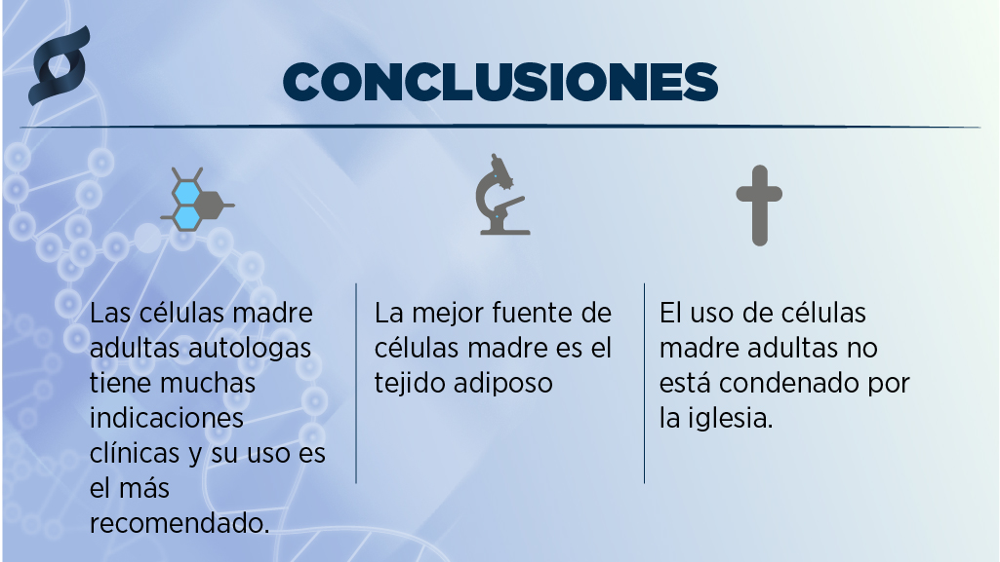 CONCLUSIONES
Las células madre
adultas autologas
tiene muchas
indicaciones
clínicas y su uso es
el más
recomendado.
La mejor fuente de
células madre es el
tejido adiposo
El uso de células
madre adultas no
está condenado por
la iglesia.